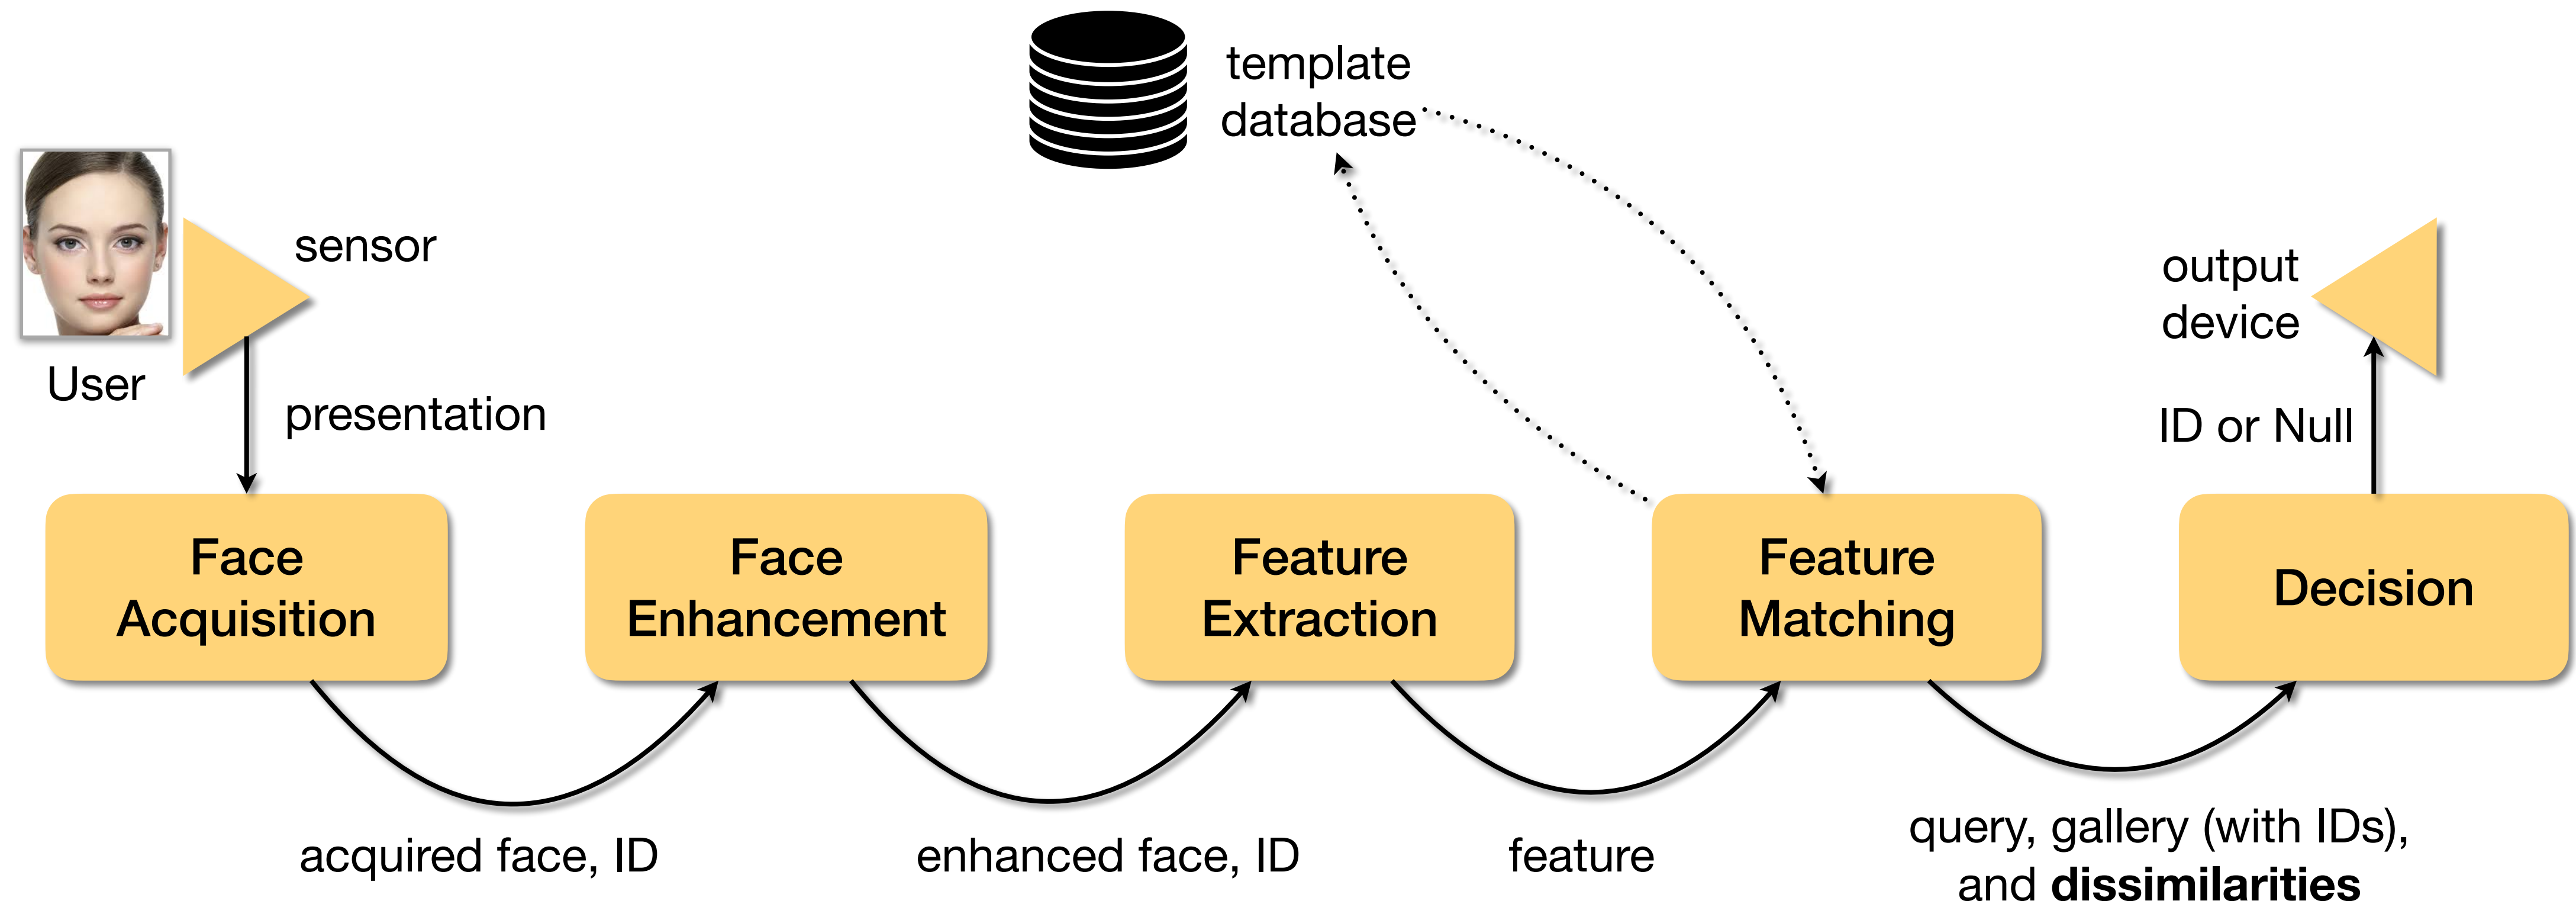 template
database
sensor
User
presentation
output
device
ID or Null
Face
Acquisition
Face
Enhancement
Feature
Extraction
Feature
Matching
Decision
acquired face, ID
enhanced face, ID
feature
query, gallery (with IDs),
and dissimilarities